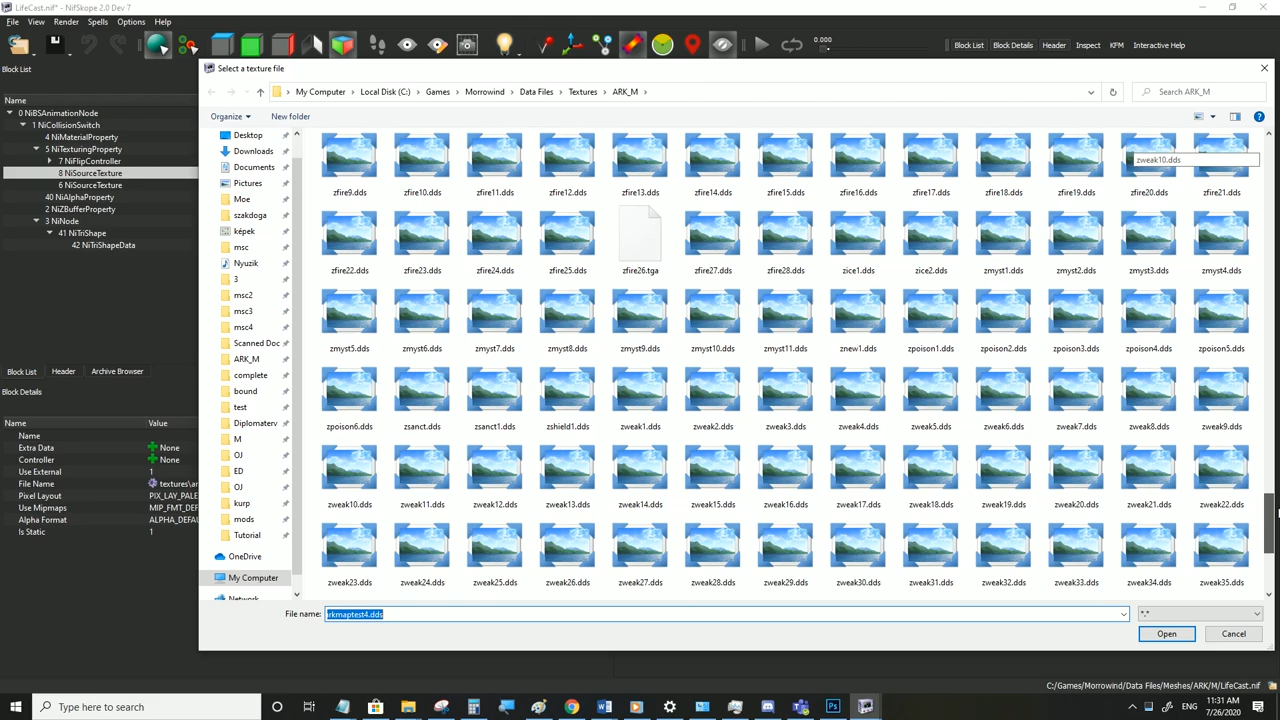 LifeCast.nif* - NifSkope 2.0 Dev 7
File View Render Spells Options Help
0.000
Block List Block Details Header Inspect KFM Interactive Help
Block List
Name
0 NiBSAnimationNode
1 NiCollisionSwitch
4 NiMaterialProperty
5 NiTexturingProperty
7 NiFlipController
8 NiSourceTexture
6 NiSourceTexture
40 NiAlphaProperty
2 NiZBufferProperty
3 NiNode
41 NiTriShape
42 NiTriShapeData
Block List Header Archive Browser
Block Details
Name Value
Name
Extra Data None
Controller None
Use External 1
File Name textures\ar
Pixel Layout PIX_LAY_PALE
Use Mipmaps MIP_FMT_DEF
Alpha Format ALPHA_DEFA
Is Static 1
Select a texture file
My Computer Local Disk (C:) Games Morrowind Data Files Textures ARK_M
Search ARK_M
Organize New folder
Desktop
Downloads
Documents
Pictures
Moe
szakdoga
képek
msc
Nyuzik
3
msc2
msc3
msc4
Scanned Doc
ARK_M
complete
bound
test
Diplomaterv
M
OJ
ED
OJ
kurp
mods
Tutorial
OneDrive
My Computer
Network
zweak10.dds
zfire9.dds zfire10.dds zfire11.dds zfire12.dds zfire13.dds zfire14.dds zfire15.dds zfire16.dds zfire17.dds zfire18.dds zfire19.dds zfire20.dds zfire21.dds
zfire22.dds zfire23.dds zfire24.dds zfire25.dds zfire26.tga zfire27.dds zfire28.dds zice1.dds zice2.dds zmyst1.dds zmyst2.dds zmyst3.dds zmyst4.dds
zmyst5.dds zmyst6.dds zmyst7.dds zmyst8.dds zmyst9.dds zmyst10.dds zmyst11.dds znew1.dds zpoison1.dds zpoison2.dds zpoison3.dds zpoison4.dds zpoison5.dds
zpoison6.dds zsanct.dds zsanct1.dds zshield1.dds zweak1.dds zweak2.dds zweak3.dds zweak4.dds zweak5.dds zweak6.dds zweak7.dds zweak8.dds zweak9.dds
zweak10.dds zweak11.dds zweak12.dds zweak13.dds zweak14.dds zweak15.dds zweak16.dds zweak17.dds zweak18.dds zweak19.dds zweak20.dds zweak21.dds zweak22.dds
zweak23.dds zweak24.dds zweak25.dds zweak26.dds zweak27.dds zweak28.dds zweak29.dds zweak30.dds zweak31.dds zweak32.dds zweak33.dds zweak34.dds zweak35.dds
File name: arkmaptest4.dds *.*
Open Cancel
C:/Games/Morrowind/Data Files/Meshes/ARK/M/LifeCast.nif
Type here to search
ENG
11:31 AM
7/26/2020